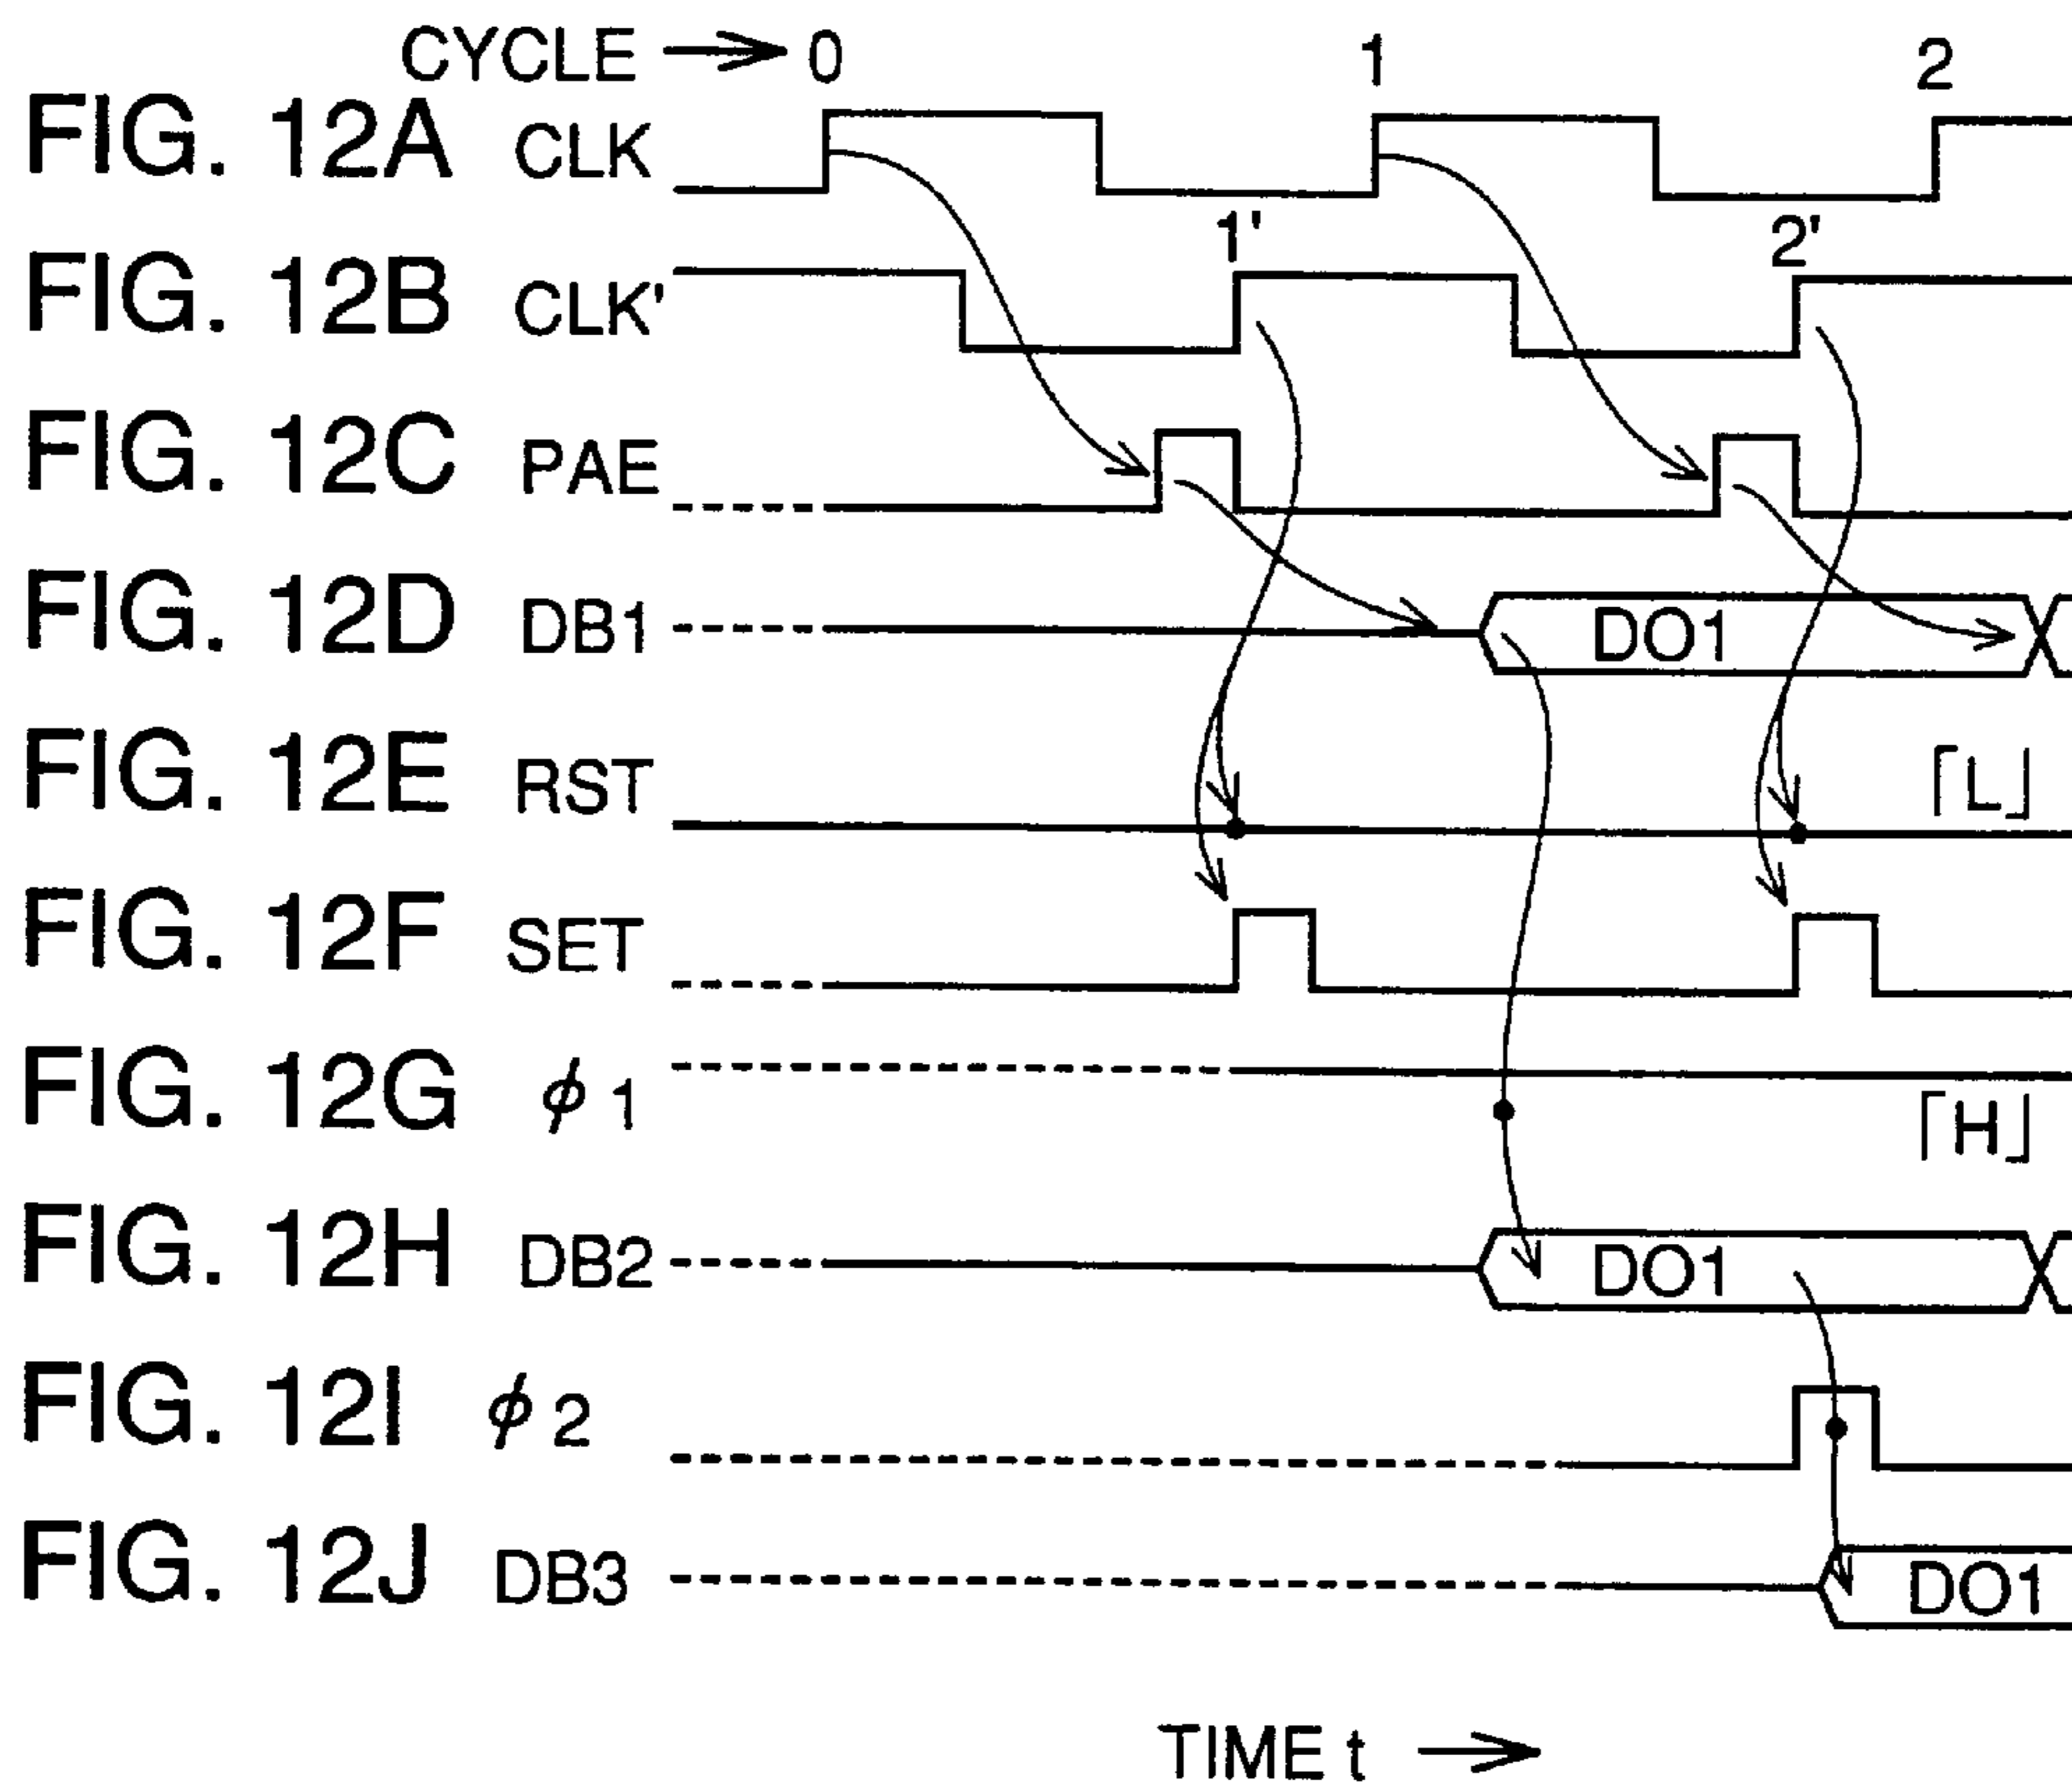 CYCLE → 0 1 2
FIG. 12A CLK
1' 2'
FIG. 12B CLK'
FIG. 12C PAE
FIG. 12D DB1 DO1
FIG. 12E RST 「L」
FIG. 12F SET
FIG. 12G ϕ 1 「H」
FIG. 12H DB2 DO1
FIG. 12I ϕ 2
FIG. 12J DB3 DO1
TIME t →